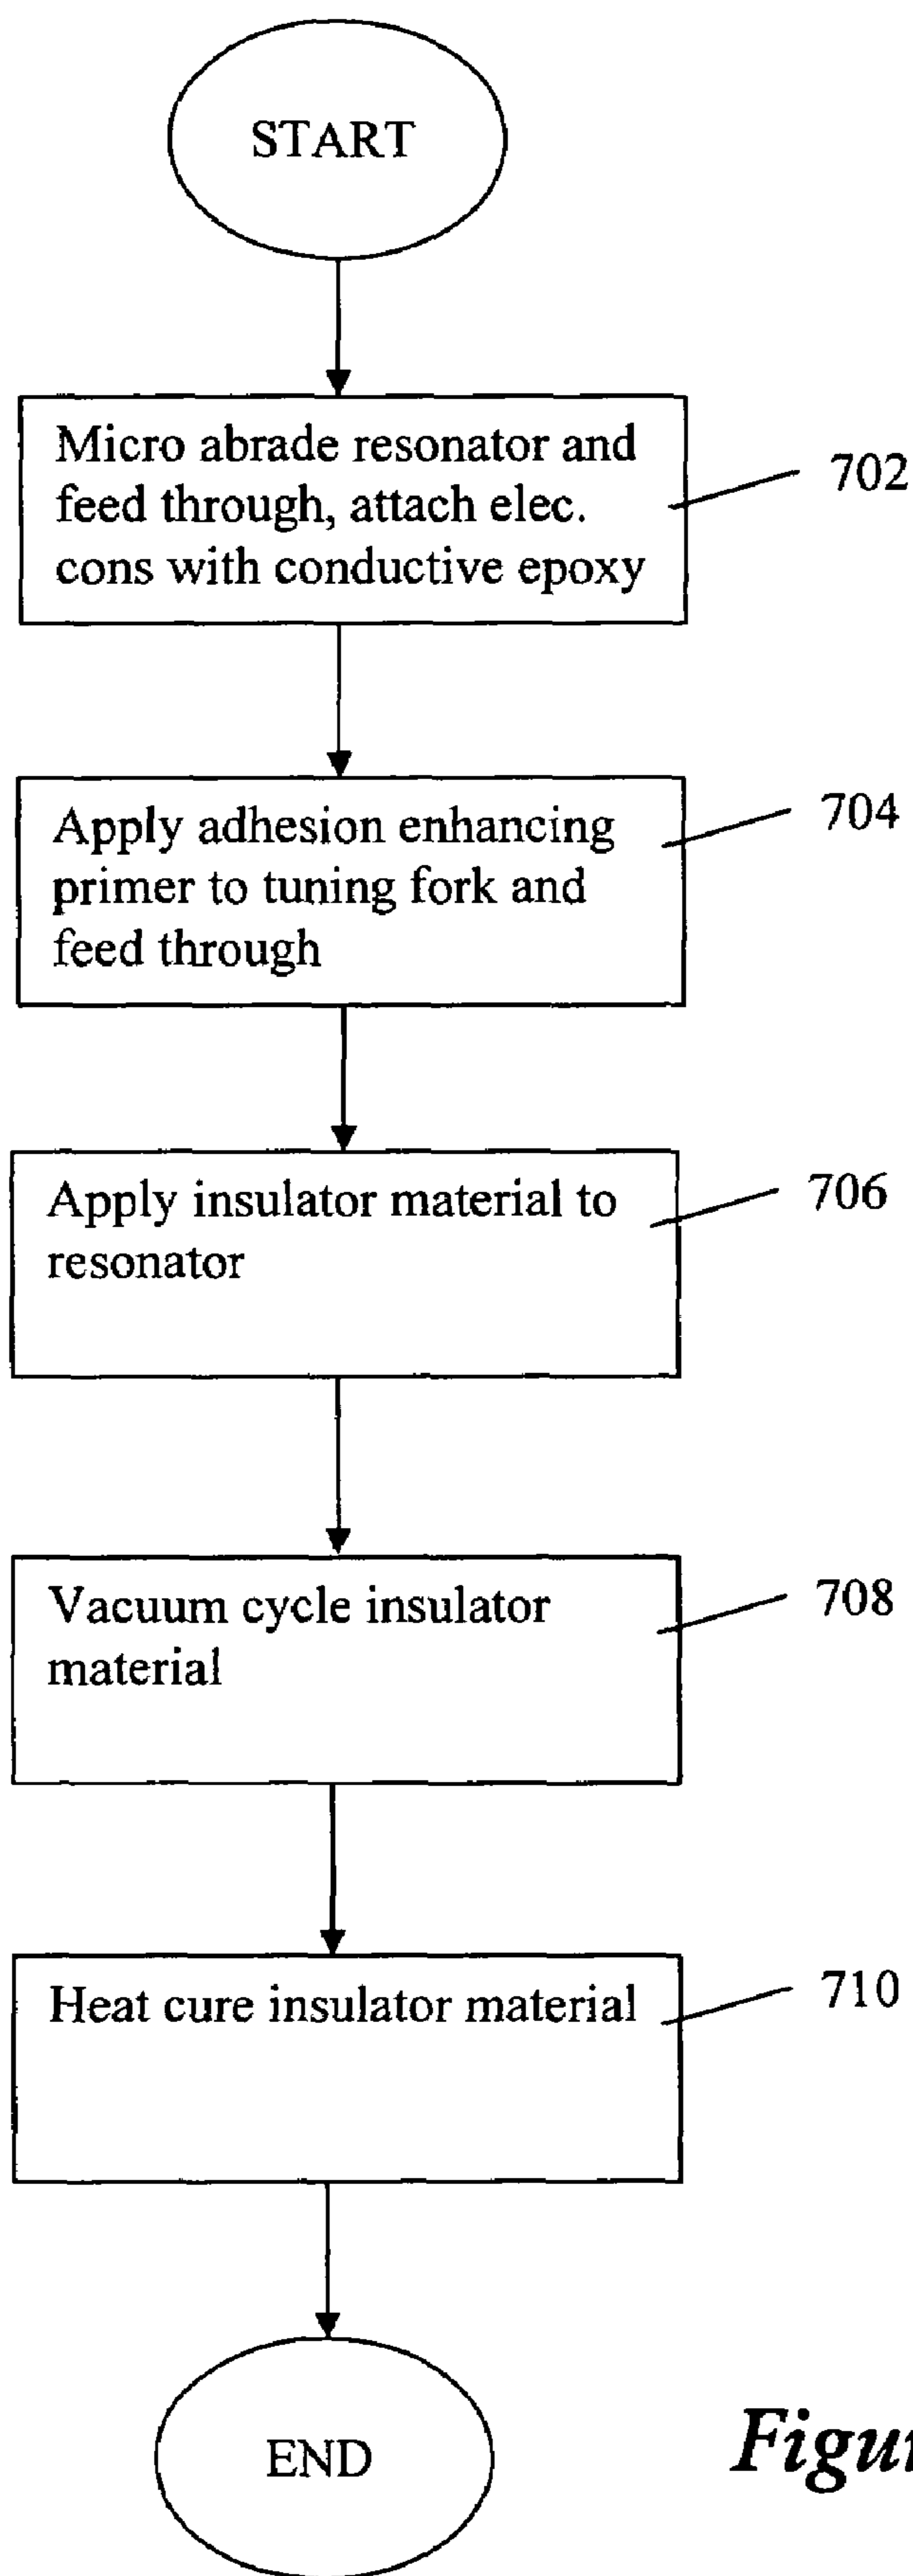 START
Micro abrade resonator and
feed through, attach elec.
cons with conductive epoxy
702
Apply adhesion enhancing
primer to tuning fork and
feed through
704
Apply insulator material to
resonator
706
Vacuum cycle insulator
material
708
Heat cure insulator material
710
END